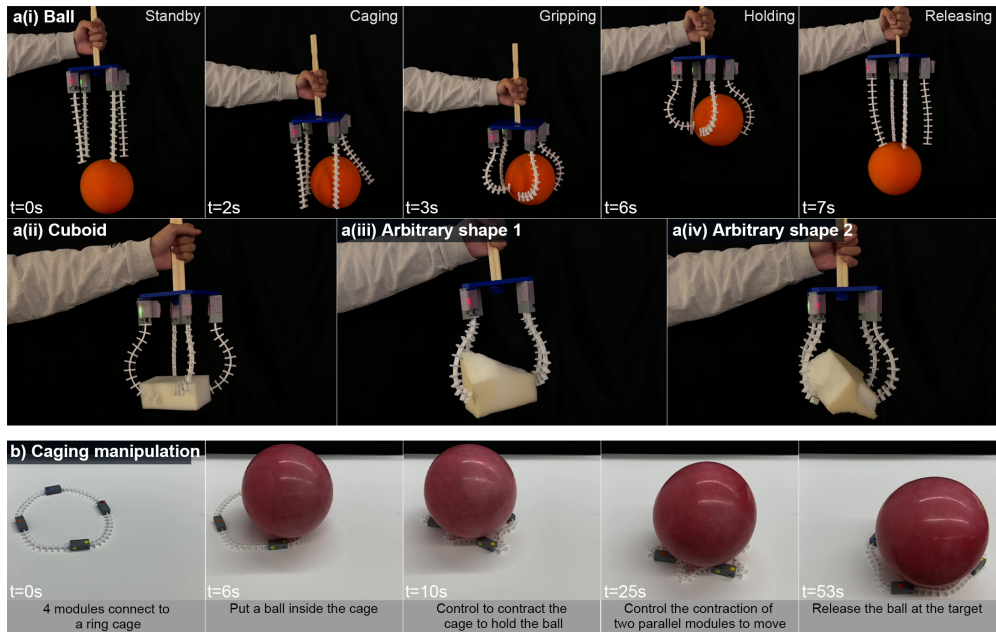 a(i) Ball
Standby
Caging
Gripping
Holding
Releasing
t=0s
t=2s
t=3s
t=6s
t=7s
a(ii) Cuboid
a(iii) Arbitrary shape 1
a(iv) Arbitrary shape 2
b) Caging manipulation
t=0s
t=6s
t=10s
t=25s
t=53s
4 modules connect to
a ring cage
Put a ball inside the cage
Control to contract the
cage to hold the ball
Control the contraction of
two parallel modules to move
Release the ball at the target